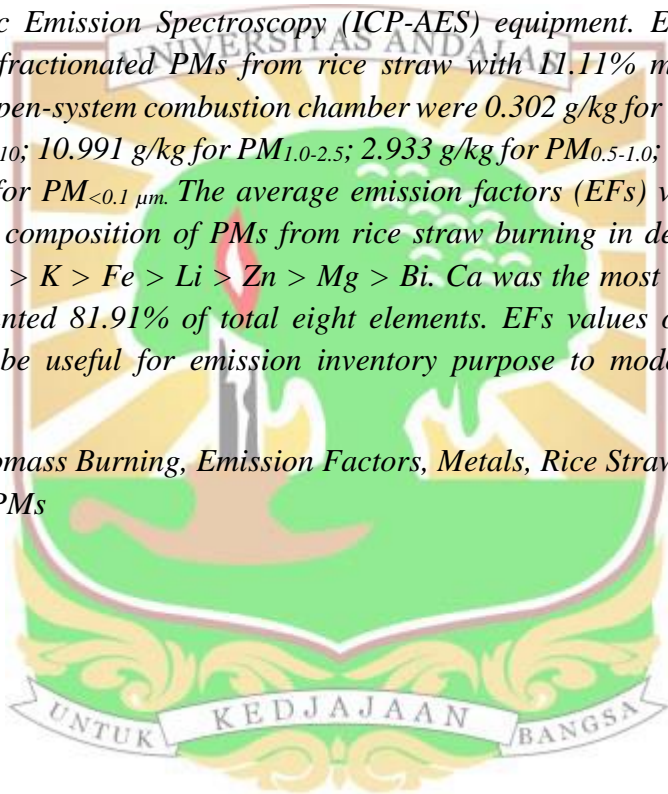 c Emission Spectroscopy (ICP-AES) equipment. E
UNIVERSITAS ANDALAS
fractionated PMs from rice straw with 11.11% m
pen-system combustion chamber were 0.302 g/kg for
10; 10.991 g/kg for PM1.0-2.5; 2.933 g/kg for PM0.5-1.0;
for PM<0.1 μm. The average emission factors (EFs) v
composition of PMs from rice straw burning in de
> K > Fe > Li > Zn > Mg > Bi. Ca was the most
nted 81.91% of total eight elements. EFs values o
be useful for emission inventory purpose to mode
omass Burning, Emission Factors, Metals, Rice Straw
PMs
UNTUK KEDJAJAAN BANGSA